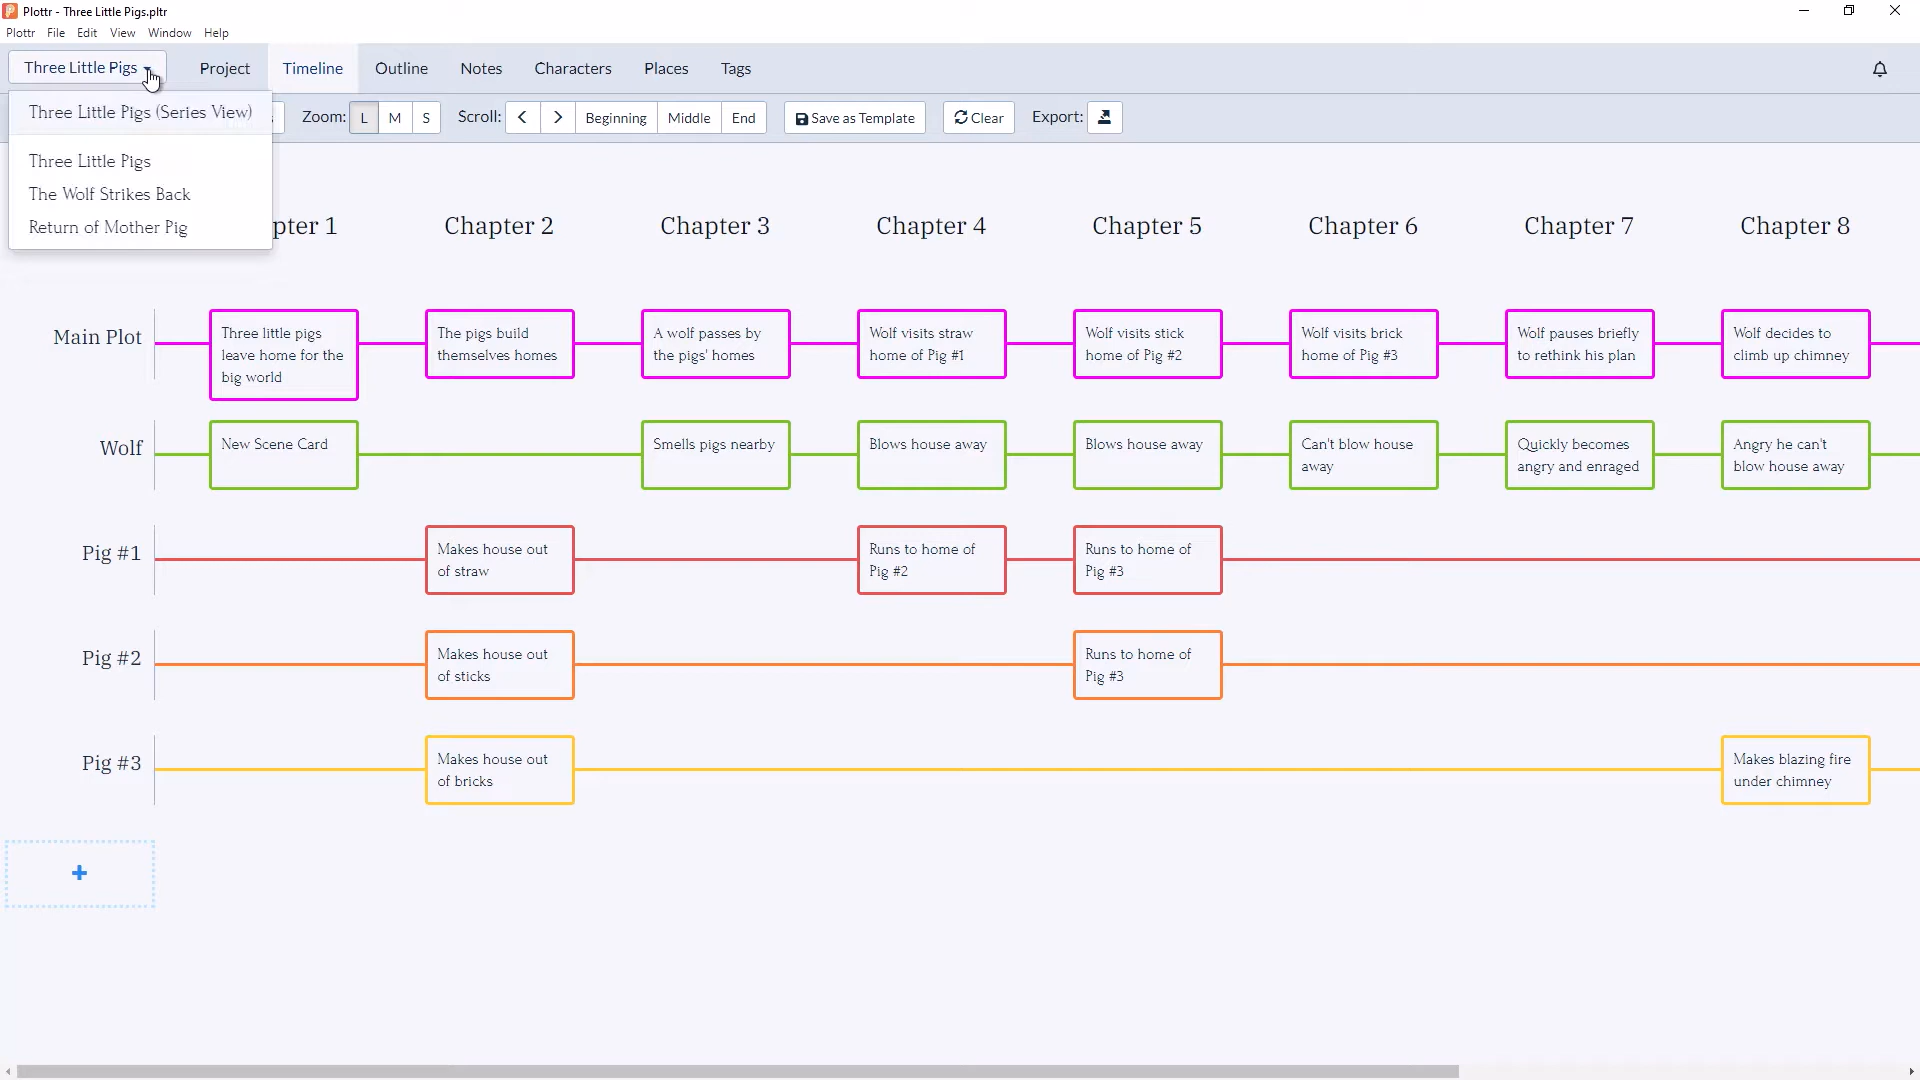 Plottr - Three Little Pigs.pltr
Plottr File Edit View Window Help
Three Little Pigs Project Timeline Outline Notes Characters Places Tags
Three Little Pigs (Series View)
Three Little Pigs
The Wolf Strikes Back
Return of Mother Pig
s Zoom: L M S Scroll: Beginning Middle End Save as Template Clear Export:
pter 1 Chapter 2 Chapter 3 Chapter 4 Chapter 5 Chapter 6 Chapter 7 Chapter 8
Main Plot
Three little pigs
leave home for the
big world
The pigs build
themselves homes
A wolf passes by
the pigs' homes
Wolf visits straw
home of Pig #1
Wolf visits stick
home of Pig #2
Wolf visits brick
home of Pig #3
Wolf pauses briefly
to rethink his plan
Wolf decides to
climb up chimney
Wolf
New Scene Card
Smells pigs nearby
Blows house away
Blows house away
Can't blow house
away
Quickly becomes
angry and enraged
Angry he can't
blow house away
Pig #1
Makes house out
of straw
Runs to home of
Pig #2
Runs to home of
Pig #3
Pig #2
Makes house out
of sticks
Runs to home of
Pig #3
Pig #3
Makes house out
of bricks
Makes blazing fire
under chimney